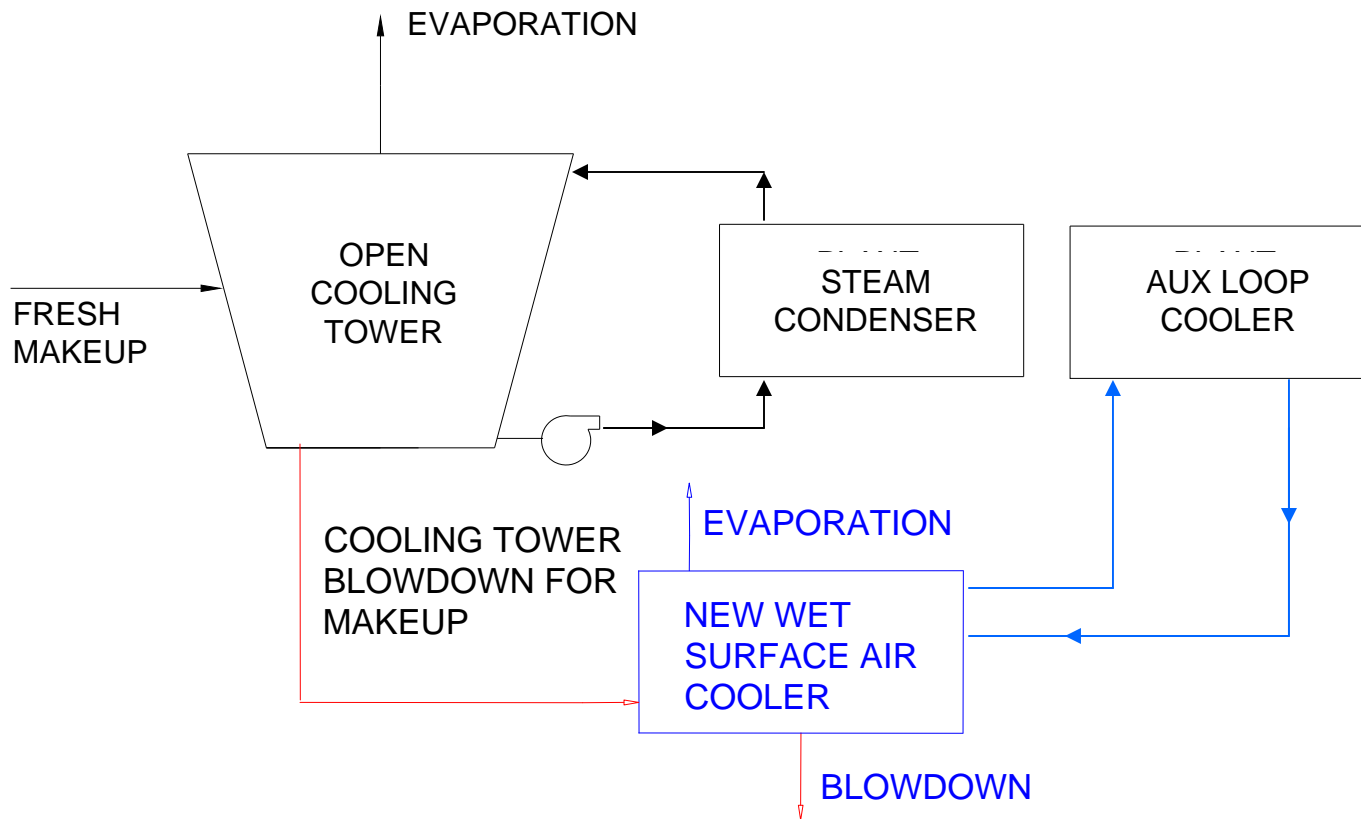 EVAPORATION
OPEN
COOLING
TOWER
FRESH
MAKEUP
STEAM
CONDENSER
AUX LOOP
COOLER
COOLING TOWER
BLOWDOWN FOR
MAKEUP
EVAPORATION
NEW WET
SURFACE AIR
COOLER
BLOWDOWN